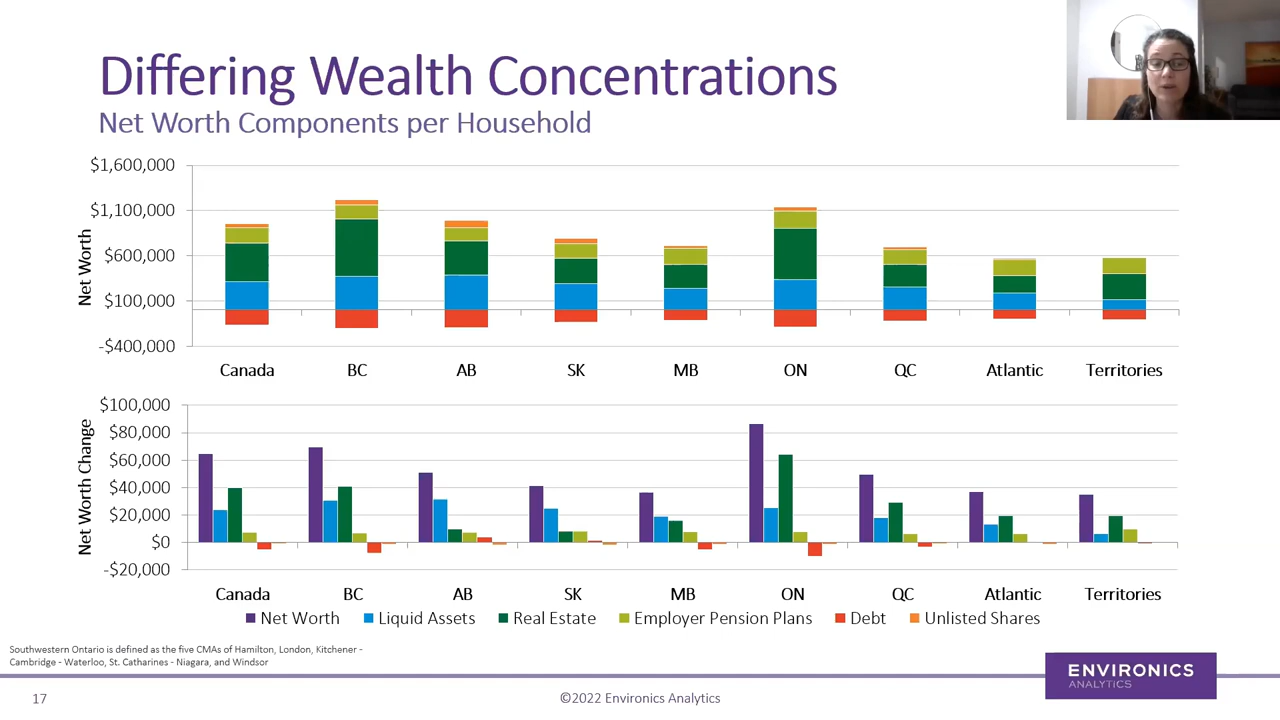 Differing Wealth Concentrations
Net Worth Components per Household
Net Worth
$1,600,000
$1,100,000
$600,000
$100,000
-$400,000
Canada BC AB SK MB ON QC Atlantic Territories
Net Worth Change
$100,000
$80,000
$60,000
$40,000
$20,000
$0
-$20,000
Canada BC AB SK MB ON QC Atlantic Territories
Net Worth Liquid Assets Real Estate Employer Pension Plans Debt Unlisted Shares
Southwestern Ontario is defined as the five CMAs of Hamilton, London, Kitchener -
Cambridge - Waterloo, St. Catharines - Niagara, and Windsor
ENVIRONICS
ANALYTICS
17
©2022 Environics Analytics